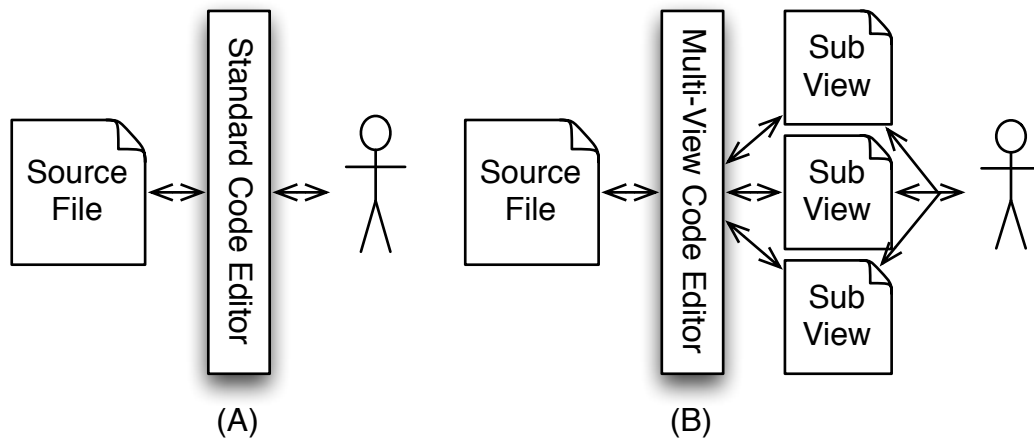 Source
File
Standard Code Editor
(A)
Source
File
Multi-View Code Editor
Sub
View
Sub
View
Sub
View
(B)